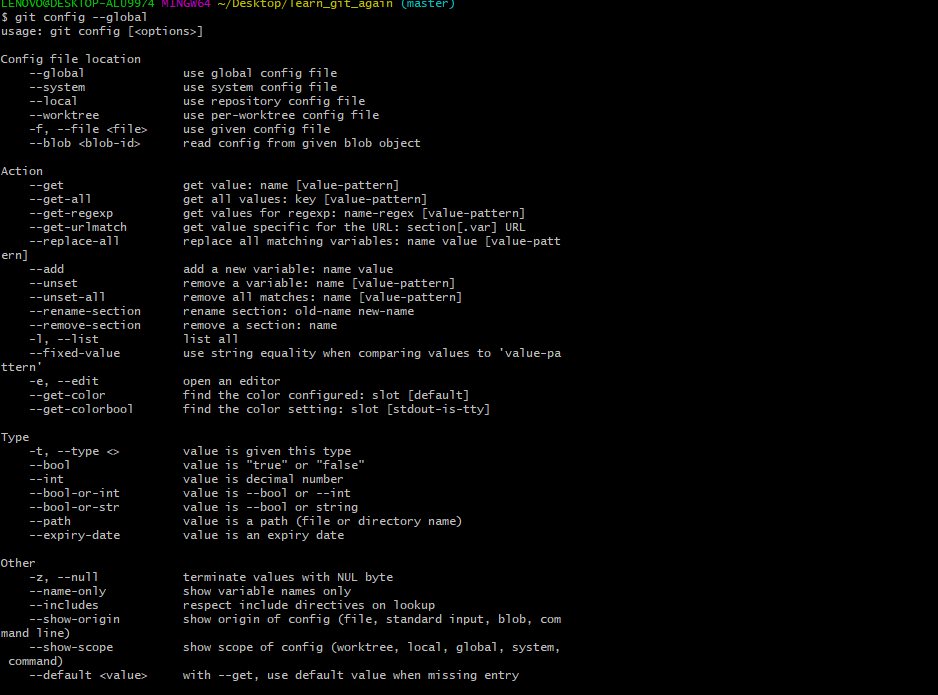 LENOVO@DESKTOP-ALU9974 MINGW64 ~/Desktop/learn_git_again (master)
$ git config --global
usage: git config [<options>]

Config file location
    --global              use global config file
    --system              use system config file
    --local               use repository config file
    --worktree            use per-worktree config file
    -f, --file <file>     use given config file
    --blob <blob-id>      read config from given blob object

Action
    --get                 get value: name [value-pattern]
    --get-all             get all values: key [value-pattern]
    --get-regexp          get values for regexp: name-regex [value-pattern]
    --get-urlmatch        get value specific for the URL: section[.var] URL
    --replace-all         replace all matching variables: name value [value-patt
ern]
    --add                 add a new variable: name value
    --unset               remove a variable: name [value-pattern]
    --unset-all           remove all matches: name [value-pattern]
    --rename-section      rename section: old-name new-name
    --remove-section      remove a section: name
    -l, --list            list all
    --fixed-value         use string equality when comparing values to 'value-pa
ttern'
    -e, --edit            open an editor
    --get-color           find the color configured: slot [default]
    --get-colorbool       find the color setting: slot [stdout-is-tty]

Type
    -t, --type <>         value is given this type
    --bool                value is "true" or "false"
    --int                 value is decimal number
    --bool-or-int         value is --bool or --int
    --bool-or-str         value is --bool or string
    --path                value is a path (file or directory name)
    --expiry-date         value is an expiry date

Other
    -z, --null            terminate values with NUL byte
    --name-only           show variable names only
    --includes            respect include directives on lookup
    --show-origin         show origin of config (file, standard input, blob, com
mand line)
    --show-scope          show scope of config (worktree, local, global, system,
 command)
    --default <value>     with --get, use default value when missing entry